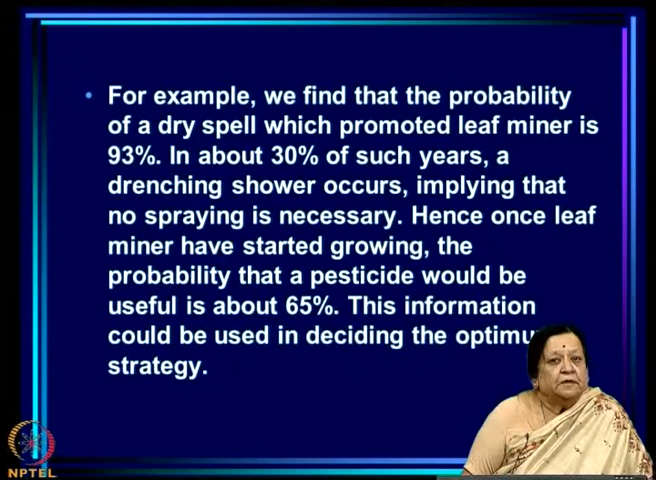 For example, we find that the probability
of a dry spell which promoted leaf miner is
93%. In about 30% of such years, a
drenching shower occurs, implying that
no spraying is necessary. Hence once leaf
miner have started growing, the
probability that a pesticide would be
useful is about 65%. This information
could be used in deciding the
strategy.
NPTEL